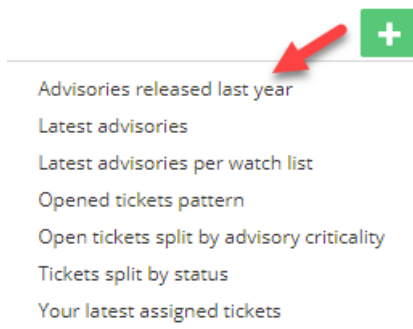 Advisories released last year
Latest advisories
Latest advisories per watch list
Opened tickets pattern
Open tickets split by advisory criticality
Tickets split by status
Your latest assigned tickets